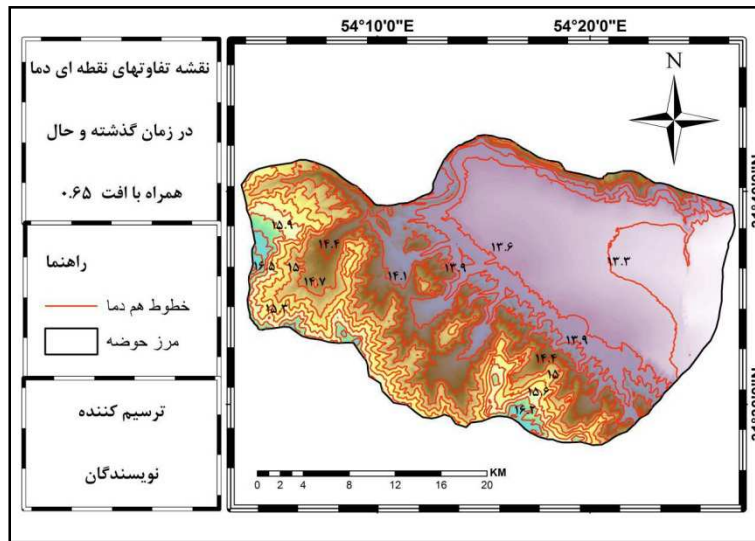 54°10'0"E
54°20'0"E
نقشه تفاوتهای نقطه ای دما
در زمان گذشته و حال
همراه با افت ۰.۶۵
راهنما
خطوط هم دما
مرز حوضه
ترسیم کننده
نویسندگان
N
۱۵.۹
۱۴.۴
۱۳.۶
۱۳.۳
۱۶.۵
۱۵
۱۴.۱
۱۳.۹
۱۴.۷
۱۵.۳
۱۳.۹
۱۴.۴
۱۵
۱۵.۶
۱۶.۲
KM
0 2 4 8 12 16 20